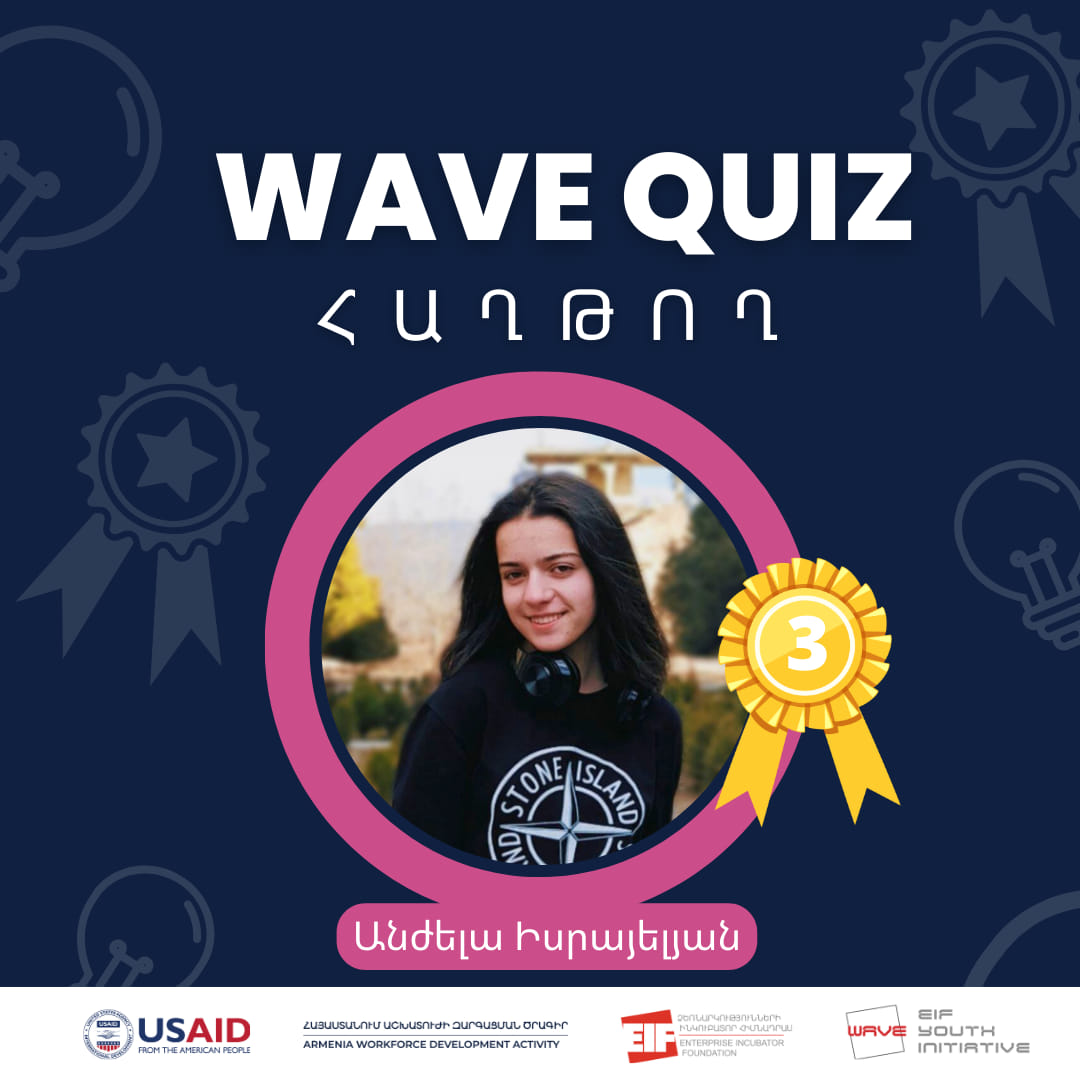 WAVE QUIZ
ՀԱՂԹՈՂ
STONE ISLAND
3
Անժելա Իսրայելյան
USAID
FROM THE AMERICAN PEOPLE
ՀԱՅԱՍՏԱՆՈՒՄ ԱՇԽԱՏՈՒԺԻ ԶԱՐԳԱՑՄԱՆ ԾՐԱԳԻՐ
ARMENIA WORKFORCE DEVELOPMENT ACTIVITY
EIF
ՁԵՌՆԱՐԿՈՒԹՅՈՒՆՆԵՐԻ
ԻՆԿՈՒԲԱՏՈՐ ՀԻՄՆԱԴՐԱՄ
ENTERPRISE INCUBATOR
FOUNDATION
WAVE
EIF
YOUTH
INITIATIVE